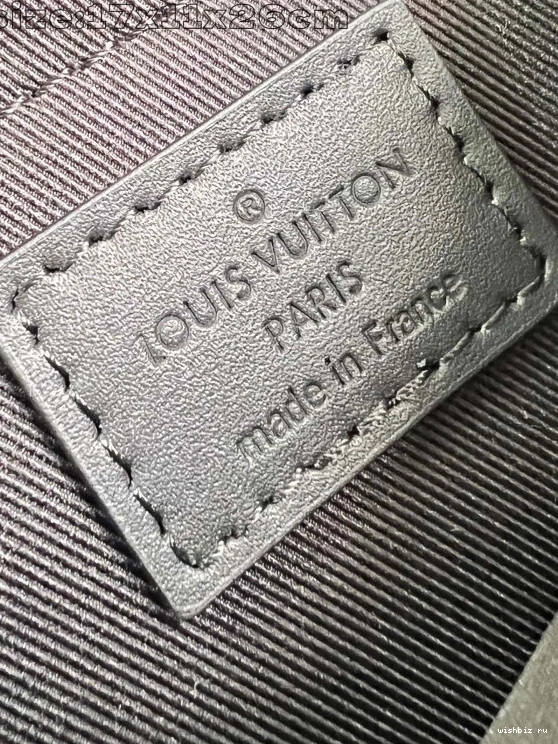 Size:17x11x26cm
®
LOUIS VUITTON
PARIS
made in France
wishbiz ru